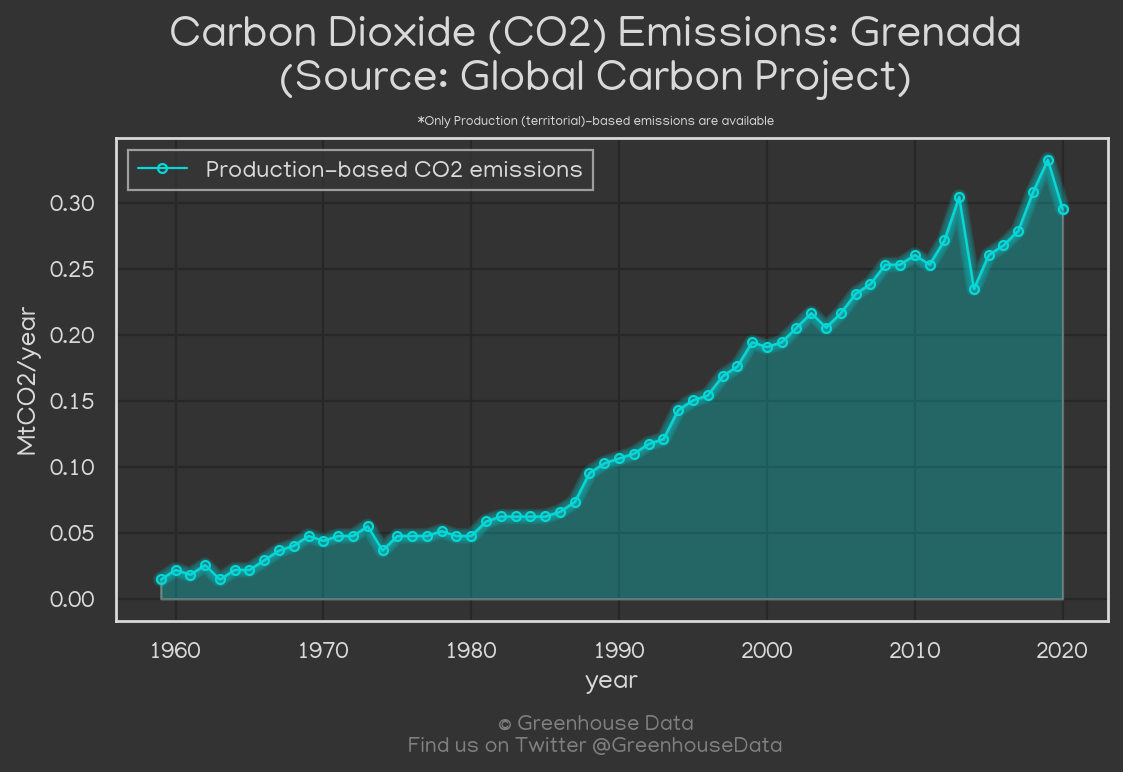 Carbon Dioxide (CO2) Emissions: Grenada
(Source: Global Carbon Project)
*Only Production (territorial)-based emissions are available
Production-based CO2 emissions
MtCO2/year
0.30
0.25
0.20
0.15
0.10
0.05
0.00
1960 1970 1980 1990 2000 2010 2020
year
© Greenhouse Data
Find us on Twitter @GreenhouseData